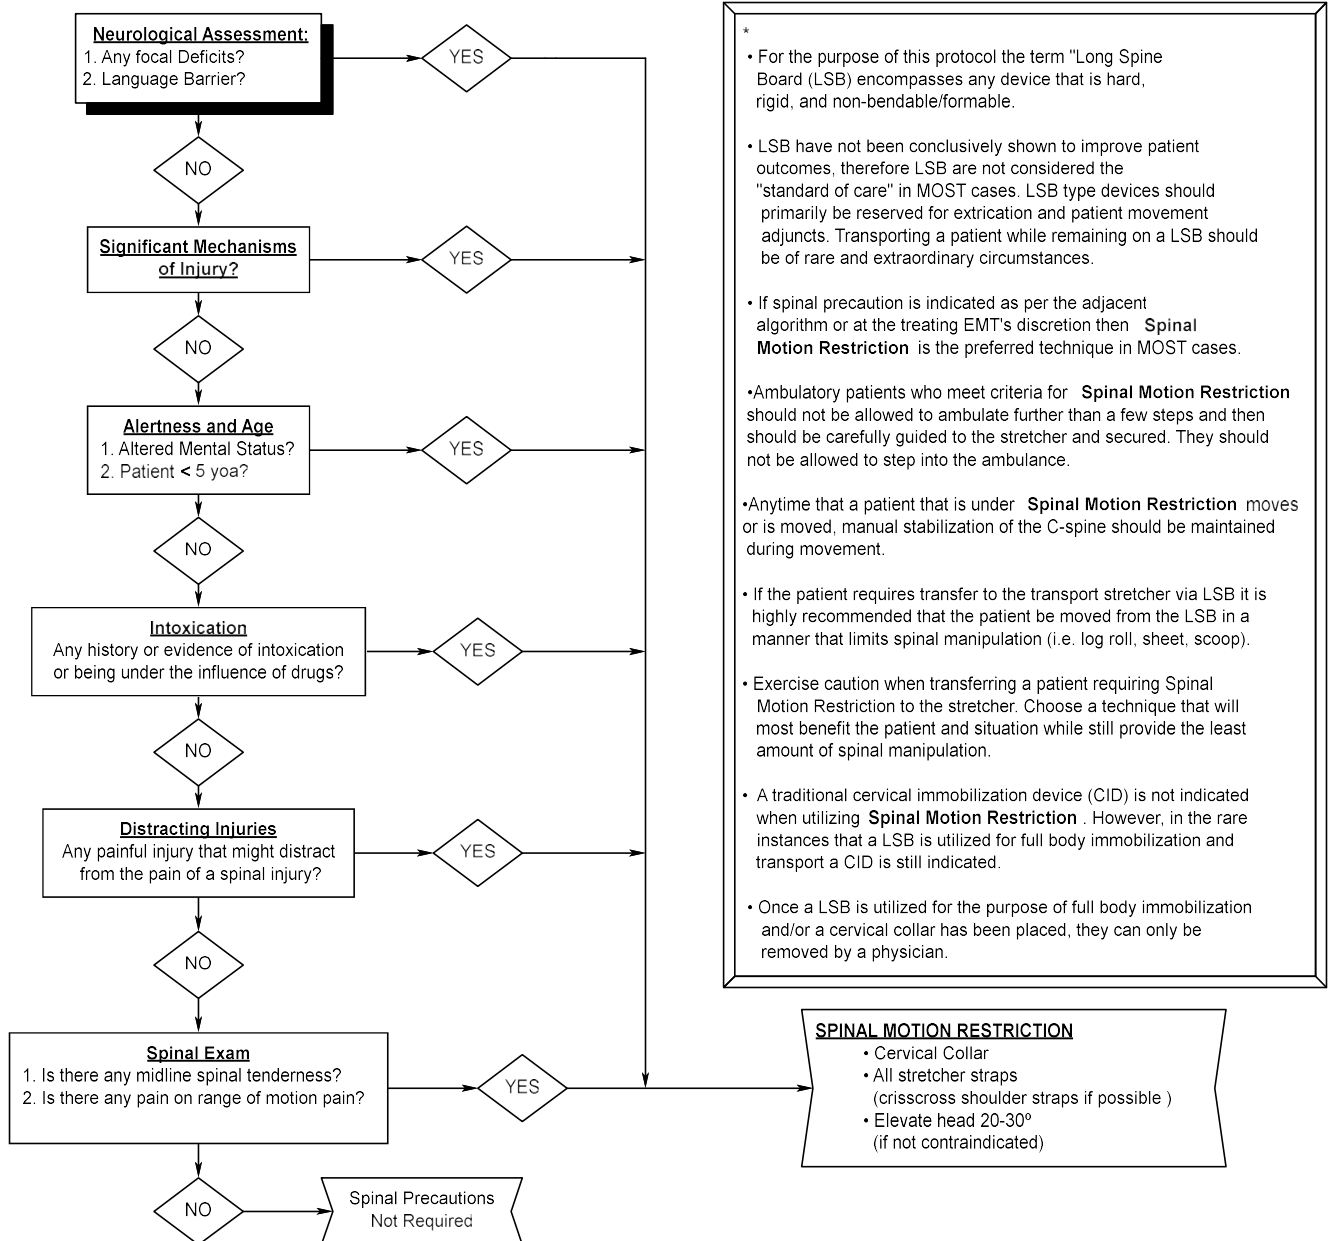 Neurological Assessment:
1. Any focal Deficits?
2. Language Barrier?
YES
NO
Significant Mechanisms
of Injury?
YES
NO
Alertness and Age
1. Altered Mental Status?
2. Patient < 5 yoa?
YES
NO
Intoxication
Any history or evidence of intoxication
or being under the influence of drugs?
YES
NO
Distracting Injuries
Any painful injury that might distract
from the pain of a spinal injury?
YES
NO
Spinal Exam
1. Is there any midline spinal tenderness?
2. Is there any pain on range of motion pain?
YES
NO
Spinal Precautions
Not Required
*
• For the purpose of this protocol the term "Long Spine
Board (LSB) encompasses any device that is hard,
rigid, and non-bendable/formable.
• LSB have not been conclusively shown to improve patient
outcomes, therefore LSB are not considered the
"standard of care" in MOST cases. LSB type devices should
primarily be reserved for extrication and patient movement
adjuncts. Transporting a patient while remaining on a LSB should
be of rare and extraordinary circumstances.
• If spinal precaution is indicated as per the adjacent
algorithm or at the treating EMT's discretion then Spinal
Motion Restriction is the preferred technique in MOST cases.
•Ambulatory patients who meet criteria for Spinal Motion Restriction
should not be allowed to ambulate further than a few steps and then
should be carefully guided to the stretcher and secured. They should
not be allowed to step into the ambulance.
•Anytime that a patient that is under Spinal Motion Restriction moves
or is moved, manual stabilization of the C-spine should be maintained
during movement.
• If the patient requires transfer to the transport stretcher via LSB it is
highly recommended that the patient be moved from the LSB in a
manner that limits spinal manipulation (i.e. log roll, sheet, scoop).
• Exercise caution when transferring a patient requiring Spinal
Motion Restriction to the stretcher. Choose a technique that will
most benefit the patient and situation while still provide the least
amount of spinal manipulation.
• A traditional cervical immobilization device (CID) is not indicated
when utilizing Spinal Motion Restriction . However, in the rare
instances that a LSB is utilized for full body immobilization and
transport a CID is still indicated.
• Once a LSB is utilized for the purpose of full body immobilization
and/or a cervical collar has been placed, they can only be
removed by a physician.
SPINAL MOTION RESTRICTION
• Cervical Collar
• All stretcher straps
(crisscross shoulder straps if possible )
• Elevate head 20-30º
(if not contraindicated)